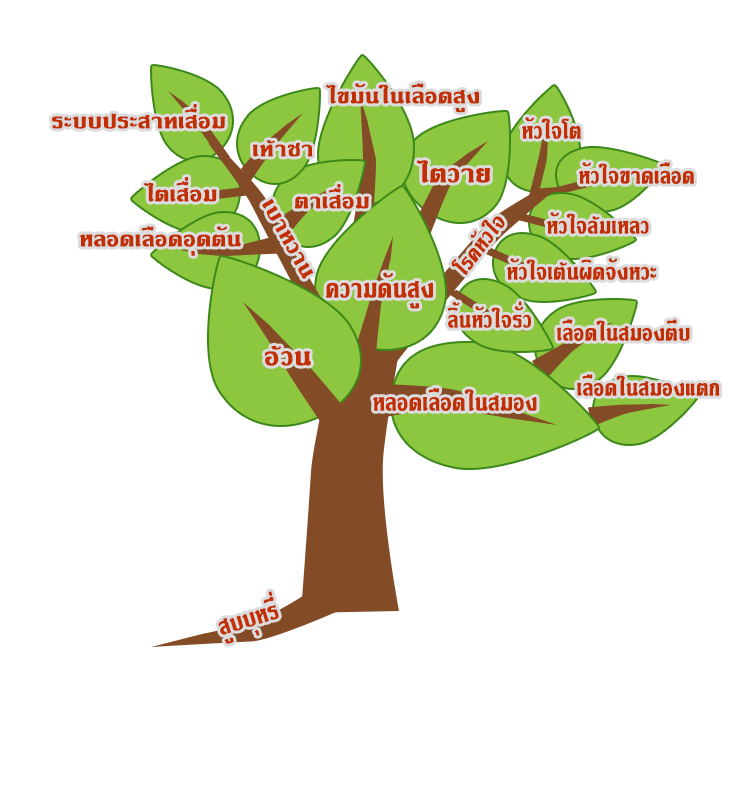 ไขมันในเลือดสูง
ระบบประสาทเสื่อม
หัวใจโต
เท้าชา
ไตวาย
หัวใจขาดเลือด
ไตเสื่อม
ตาเสื่อม
หัวใจล้มเหลว
หลอดเลือดอุดตัน
เบาหวาน
โรคหัวใจ
หัวใจเต้นผิดจังหวะ
ความดันสูง
ลิ้นหัวใจรั่ว
เลือดในสมองตีบ
อ้วน
เลือดในสมองแตก
หลอดเลือดในสมอง
สูบบุหรี่